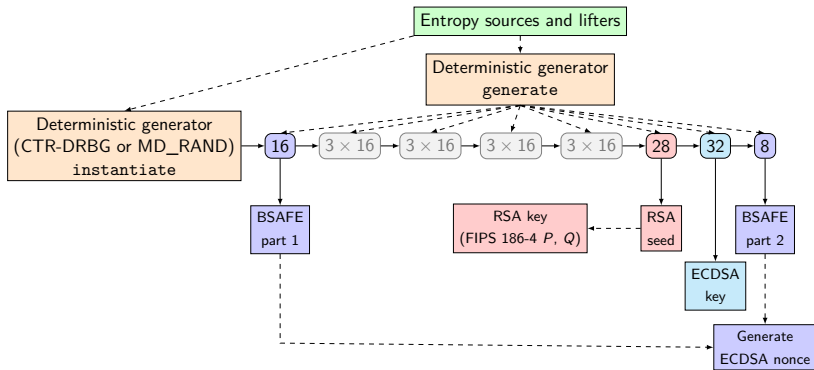 Entropy sources and lifters
Deterministic generator
generate
Deterministic generator
(CTR-DRBG or MD_RAND)
instantiate
16
3 × 16
3 × 16
3 × 16
3 × 16
28
32
8
BSAFE
part 1
RSA key
(FIPS 186-4 P, Q)
RSA
seed
BSAFE
part 2
ECDSA
key
Generate
ECDSA nonce